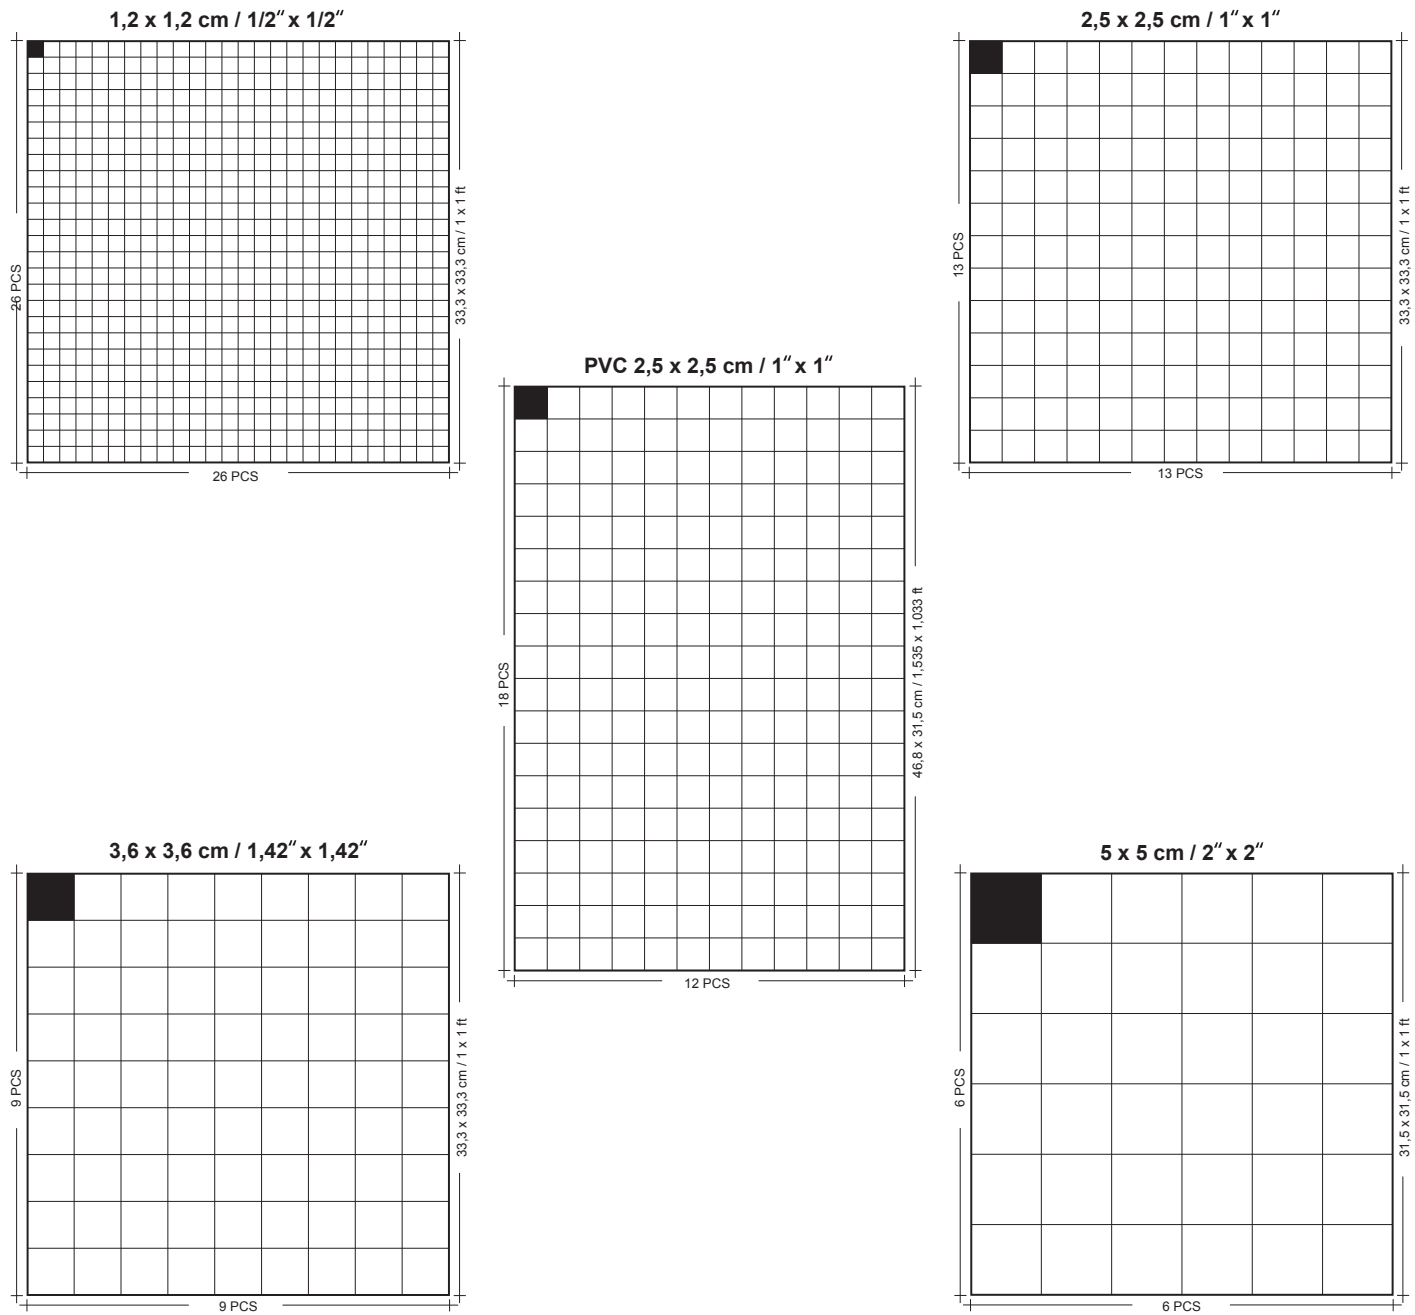 1,2 x 1,2 cm / 1/2“ x 1/2“
26 PCS
33,3 x 33,3 cm / 1 x 1 ft
26 PCS
2,5 x 2,5 cm / 1“ x 1“
13 PCS
33,3 x 33,3 cm / 1 x 1 ft
13 PCS
PVC 2,5 x 2,5 cm / 1“ x 1“
18 PCS
46,8 x 31,5 cm / 1,535 x 1,033 ft
12 PCS
3,6 x 3,6 cm / 1,42“ x 1,42“
9 PCS
33,3 x 33,3 cm / 1 x 1 ft
9 PCS
5 x 5 cm / 2“ x 2“
6 PCS
31,5 x 31,5 cm / 1 x 1 ft
6 PCS